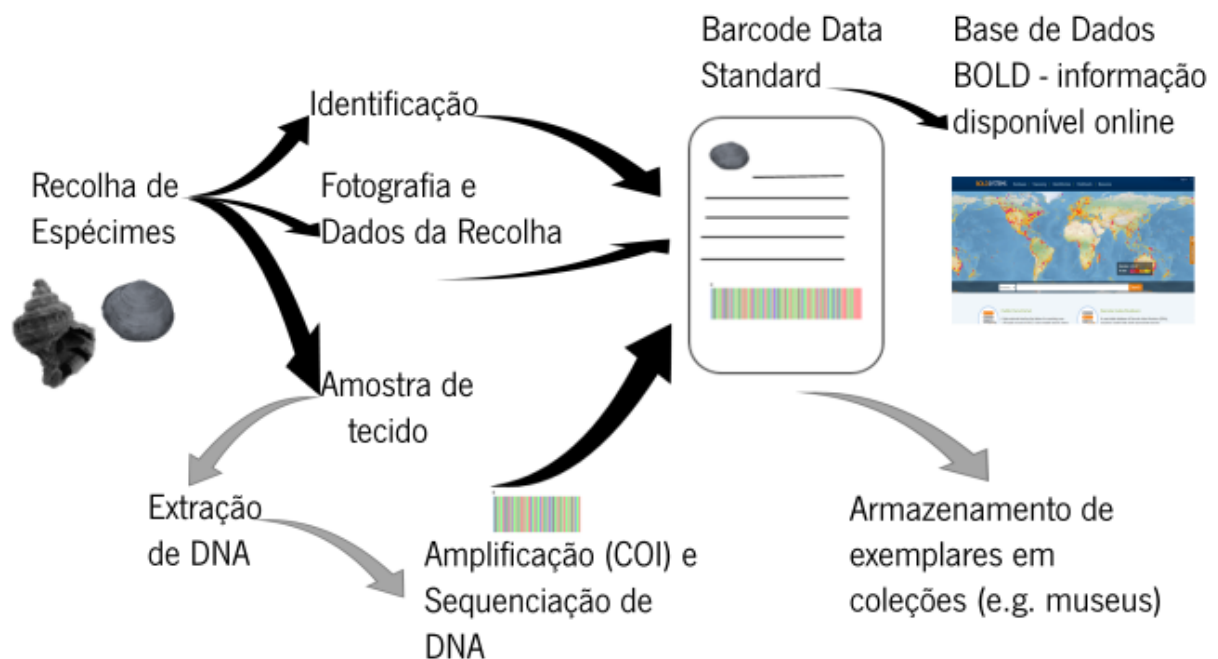 Barcode Data
Standard
Base de Dados
BOLD - informação
disponível online
Identificação
Recolha de
Espécimes
Fotografia e
Dados da Recolha
Amostra de
tecido
Extração
de DNA
Amplificação (COI) e
Sequenciação de
DNA
Armazenamento de
exemplares em
coleções (e.g. museus)